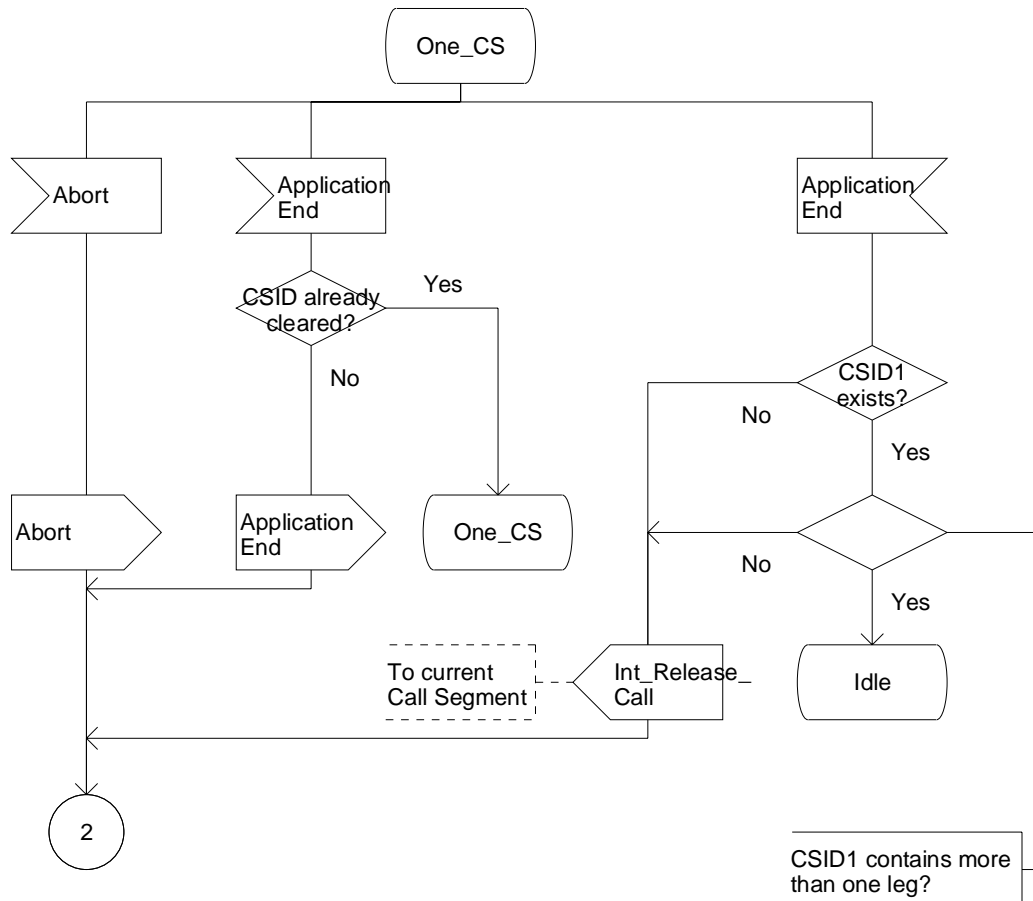 One_CS
Abort
Application
End
Application
End
CSID already
cleared?
Yes
No
CSID1
exists?
No
Yes
Abort
Application
End
One_CS
No
Yes
To current
Call Segment
Int_Release_
Call
Idle
2
CSID1 contains more
than one leg?